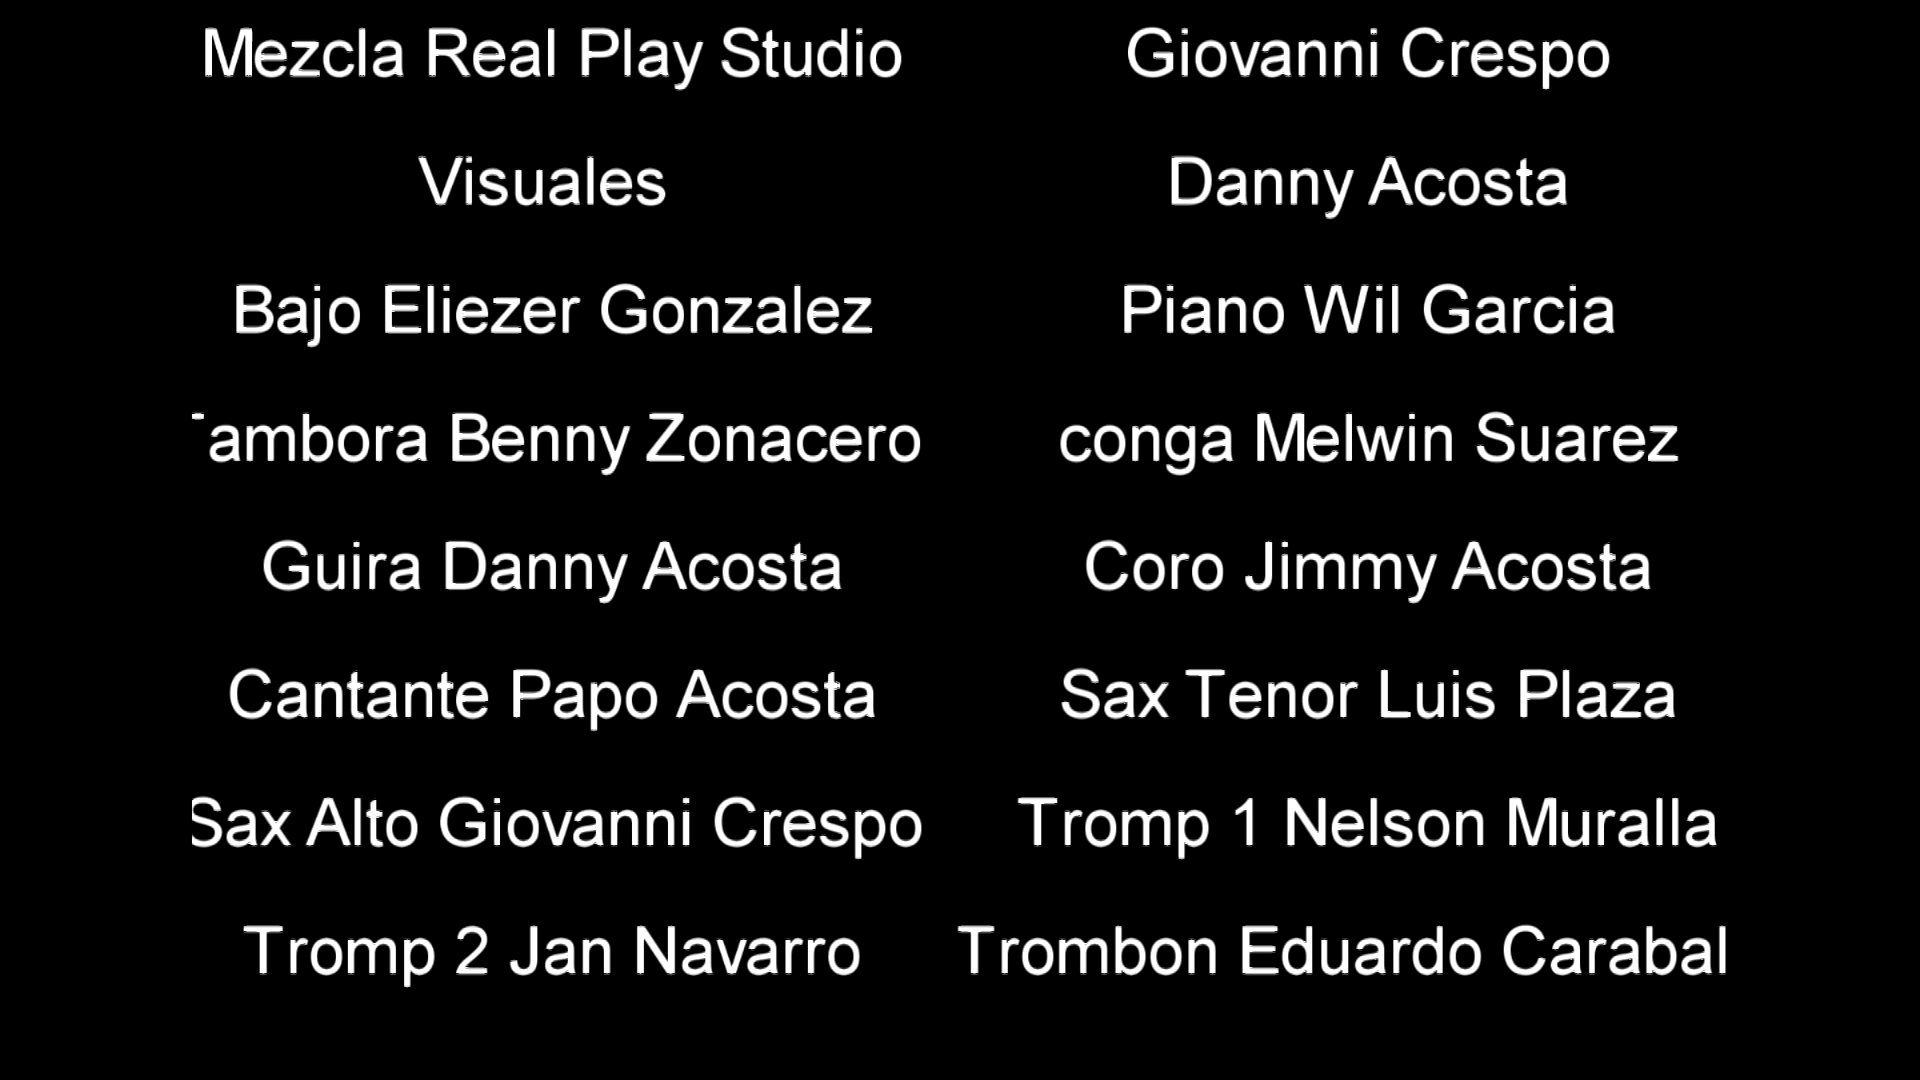 Mezcla Real Play Studio Giovanni Crespo
Visuales Danny Acosta
Bajo Eliezer Gonzalez Piano Wil Garcia
Tambora Benny Zonacero conga Melwin Suarez
Guira Danny Acosta Coro Jimmy Acosta
Cantante Papo Acosta Sax Tenor Luis Plaza
Sax Alto Giovanni Crespo Tromp 1 Nelson Muralla
Tromp 2 Jan Navarro Trombon Eduardo Carabal